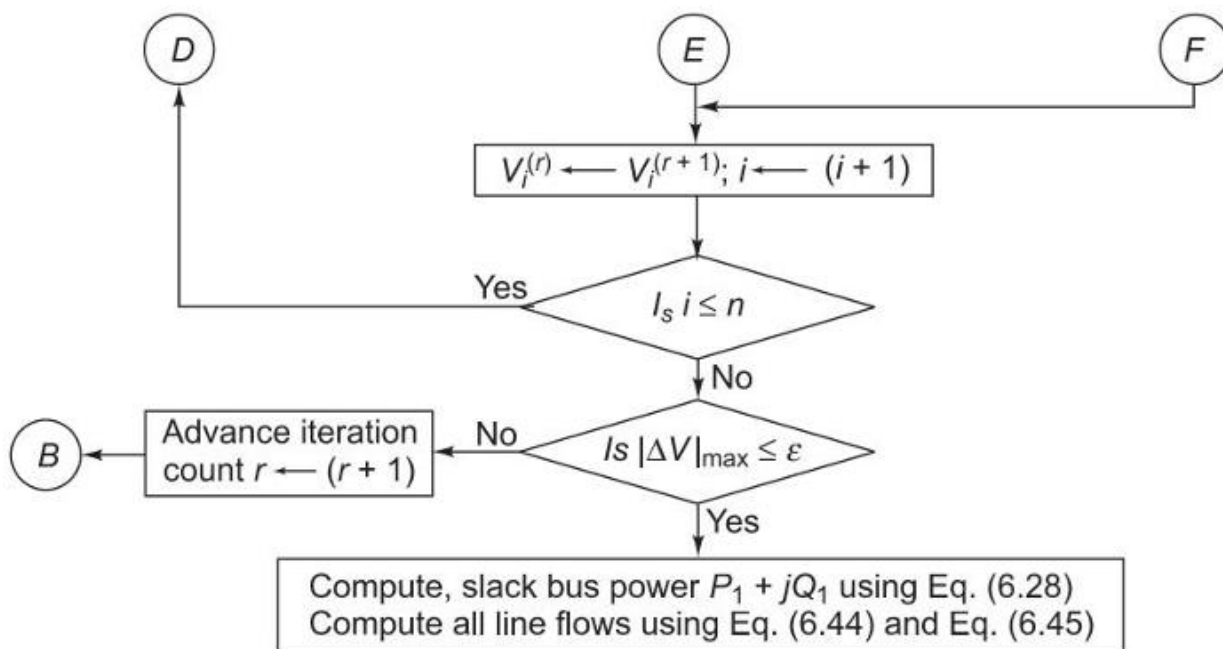 D
E
F
V_i^{(r)} ← V_i^{(r + 1)}; i ← (i + 1)
Yes
I_s i ≤ n
No
B
Advance iteration
count r ← (r + 1)
No
Is |ΔV|_{max} ≤ ε
Yes
Compute, slack bus power P_1 + jQ_1 using Eq. (6.28)
Compute all line flows using Eq. (6.44) and Eq. (6.45)